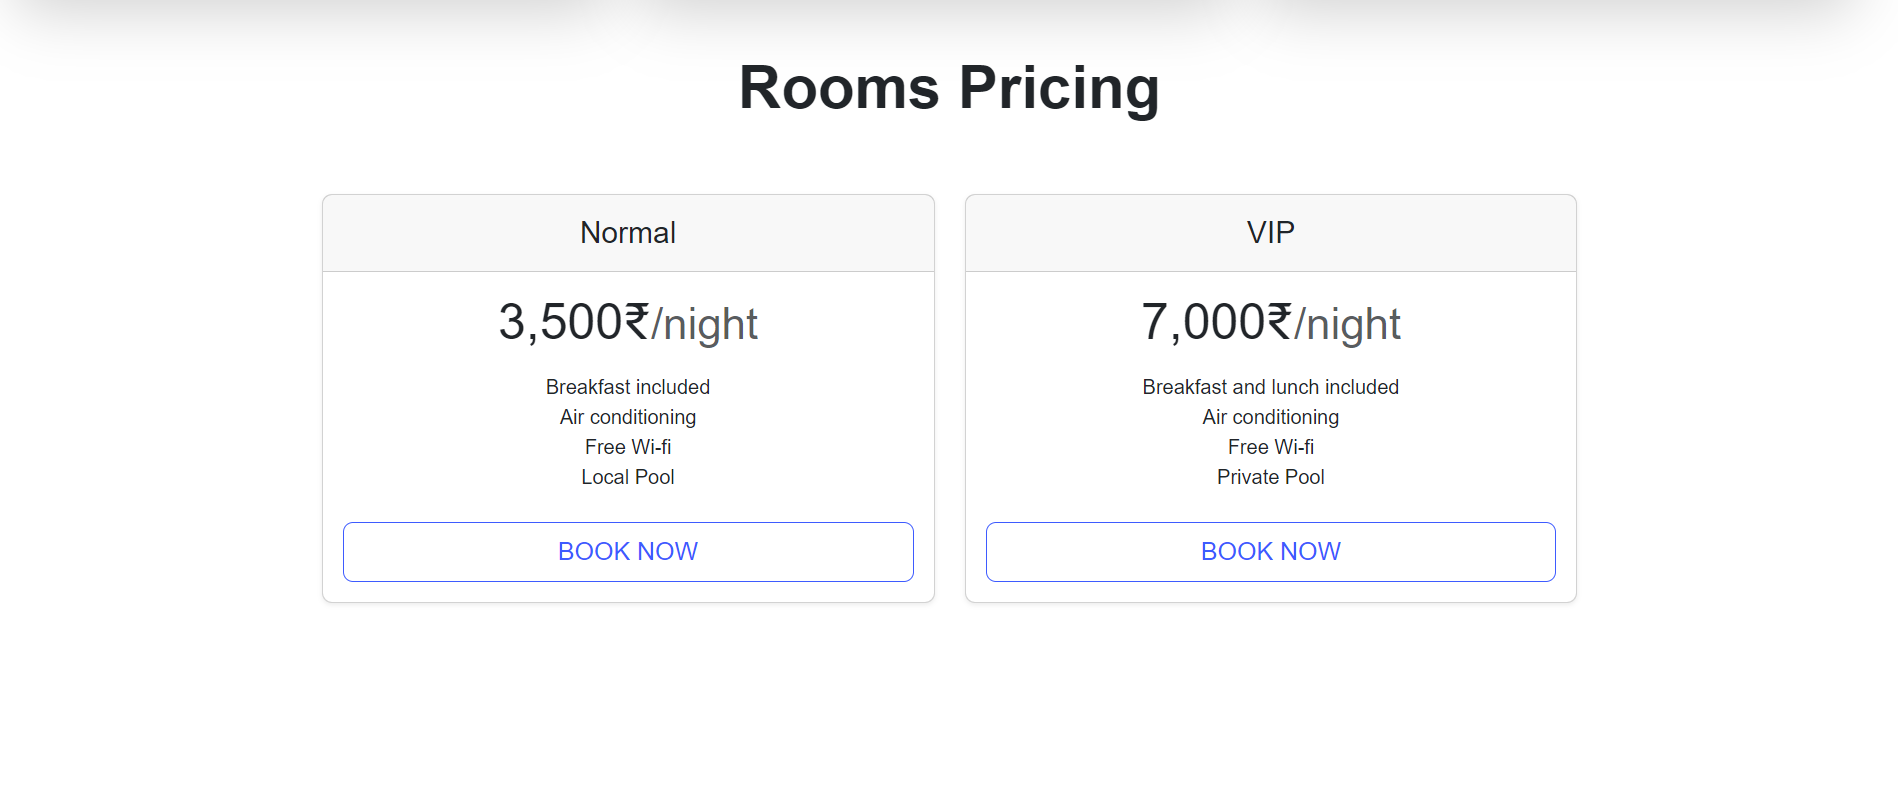 Rooms Pricing
Normal
3,500₹/night
Breakfast included
Air conditioning
Free Wi-fi
Local Pool
BOOK NOW
VIP
7,000₹/night
Breakfast and lunch included
Air conditioning
Free Wi-fi
Private Pool
BOOK NOW